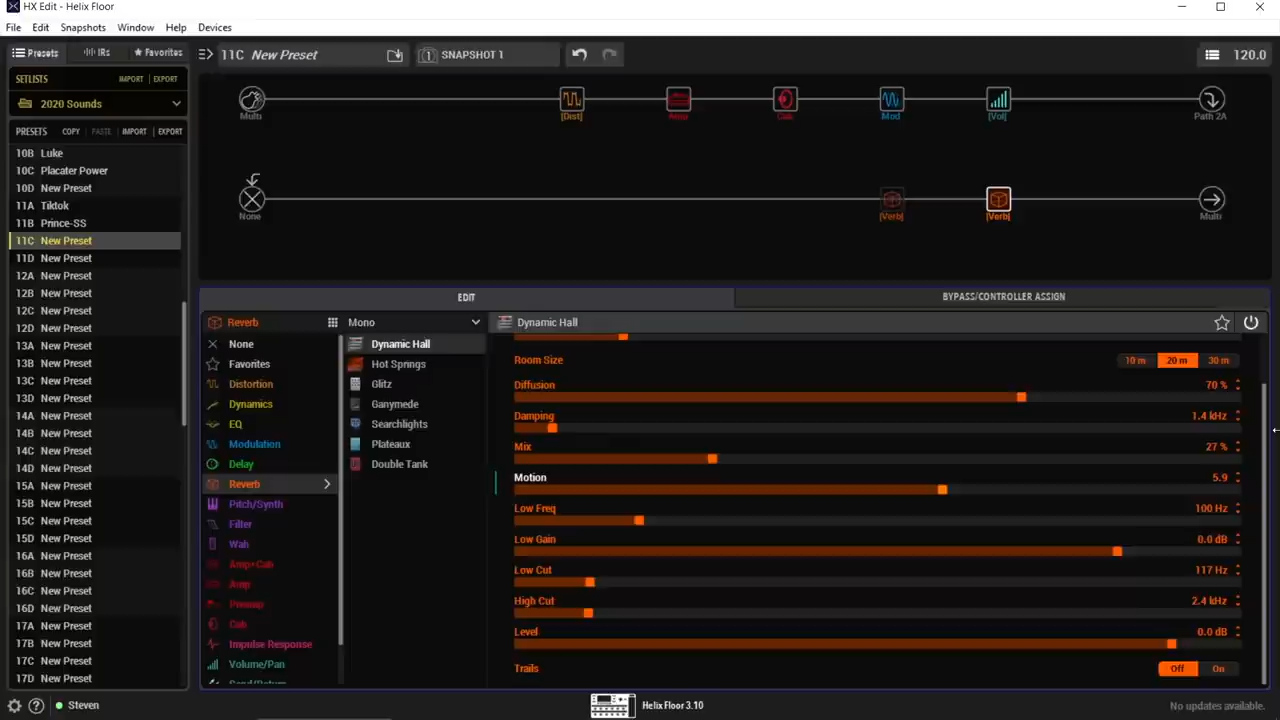 HX Edit - Helix Floor
File Edit Snapshots Window Help Devices
Presets IRs Favorites
11C New Preset
1 SNAPSHOT 1
120.0
SETLISTS IMPORT EXPORT
2020 Sounds
PRESETS COPY PASTE IMPORT EXPORT
10B Luke
10C Placater Power
10D New Preset
11A Tiktok
11B Prince-SS
11C New Preset
11D New Preset
12A New Preset
12B New Preset
12C New Preset
12D New Preset
13A New Preset
13B New Preset
13C New Preset
13D New Preset
14A New Preset
14B New Preset
14C New Preset
14D New Preset
15A New Preset
15B New Preset
15C New Preset
15D New Preset
16A New Preset
16B New Preset
16C New Preset
16D New Preset
17A New Preset
17B New Preset
17C New Preset
17D New Preset
Multi [Dist] Amp Cab Mod [Vol] Path 2A
None [Verb] [Verb] Multi
EDIT
BYPASS/CONTROLLER ASSIGN
Reverb
Mono
Dynamic Hall
None
Favorites
Distortion
Dynamics
EQ
Modulation
Delay
Reverb
Pitch/Synth
Filter
Wah
Amp+Cab
Amp
Preamp
Cab
Impulse Response
Volume/Pan
Send/Return
Dynamic Hall
Hot Springs
Glitz
Ganymede
Searchlights
Plateaux
Double Tank
Room Size 10 m 20 m 30 m
Diffusion 70 %
Damping 1.4 kHz
Mix 27 %
Motion 5.9
Low Freq 100 Hz
Low Gain 0.0 dB
Low Cut 117 Hz
High Cut 2.4 kHz
Level 0.0 dB
Trails Off On
? Steven
Helix Floor 3.10
No updates available.